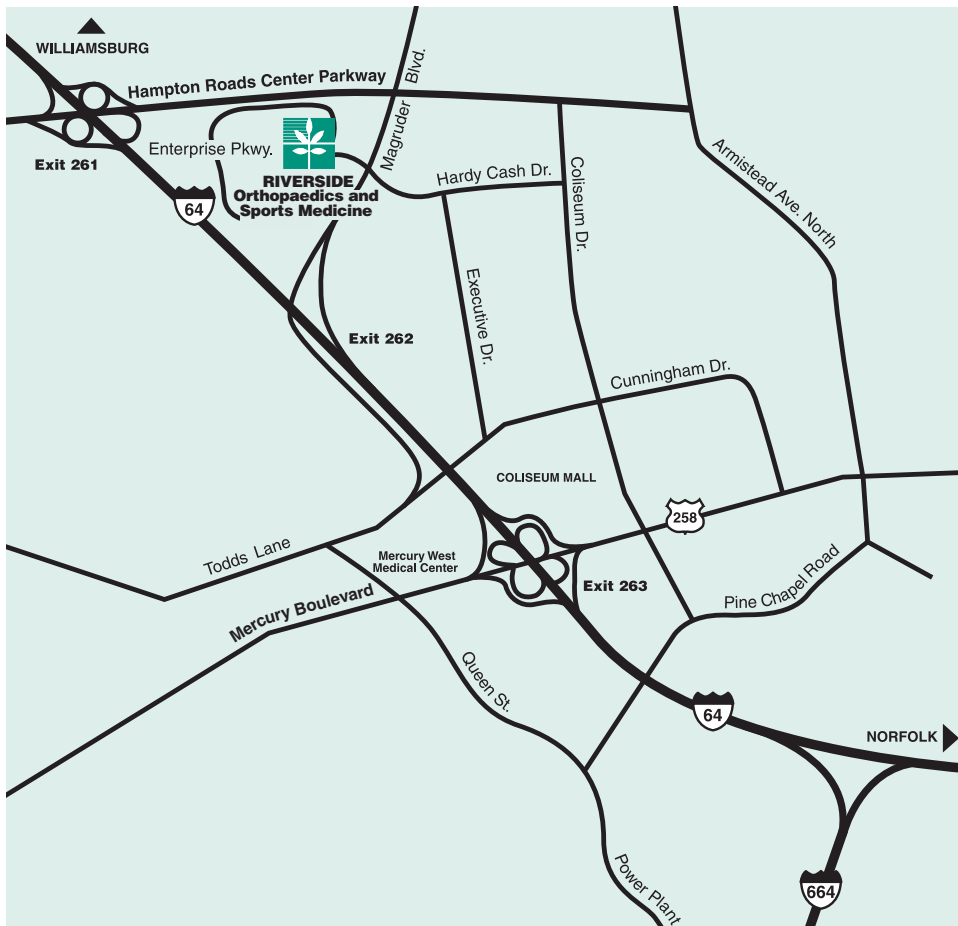 WILLIAMSBURG
Hampton Roads Center Parkway
Magruder Blvd.
Exit 261
Enterprise Pkwy.
RIVERSIDE
Orthopaedics and
Sports Medicine
64
Hardy Cash Dr.
Coliseum Dr.
Armistead Ave. North
Executive Dr.
Exit 262
Cunningham Dr.
COLISEUM MALL
258
Todds Lane
Mercury West
Medical Center
Exit 263
Mercury Boulevard
Pine Chapel Road
Queen St.
64
NORFOLK
Power Plant
664